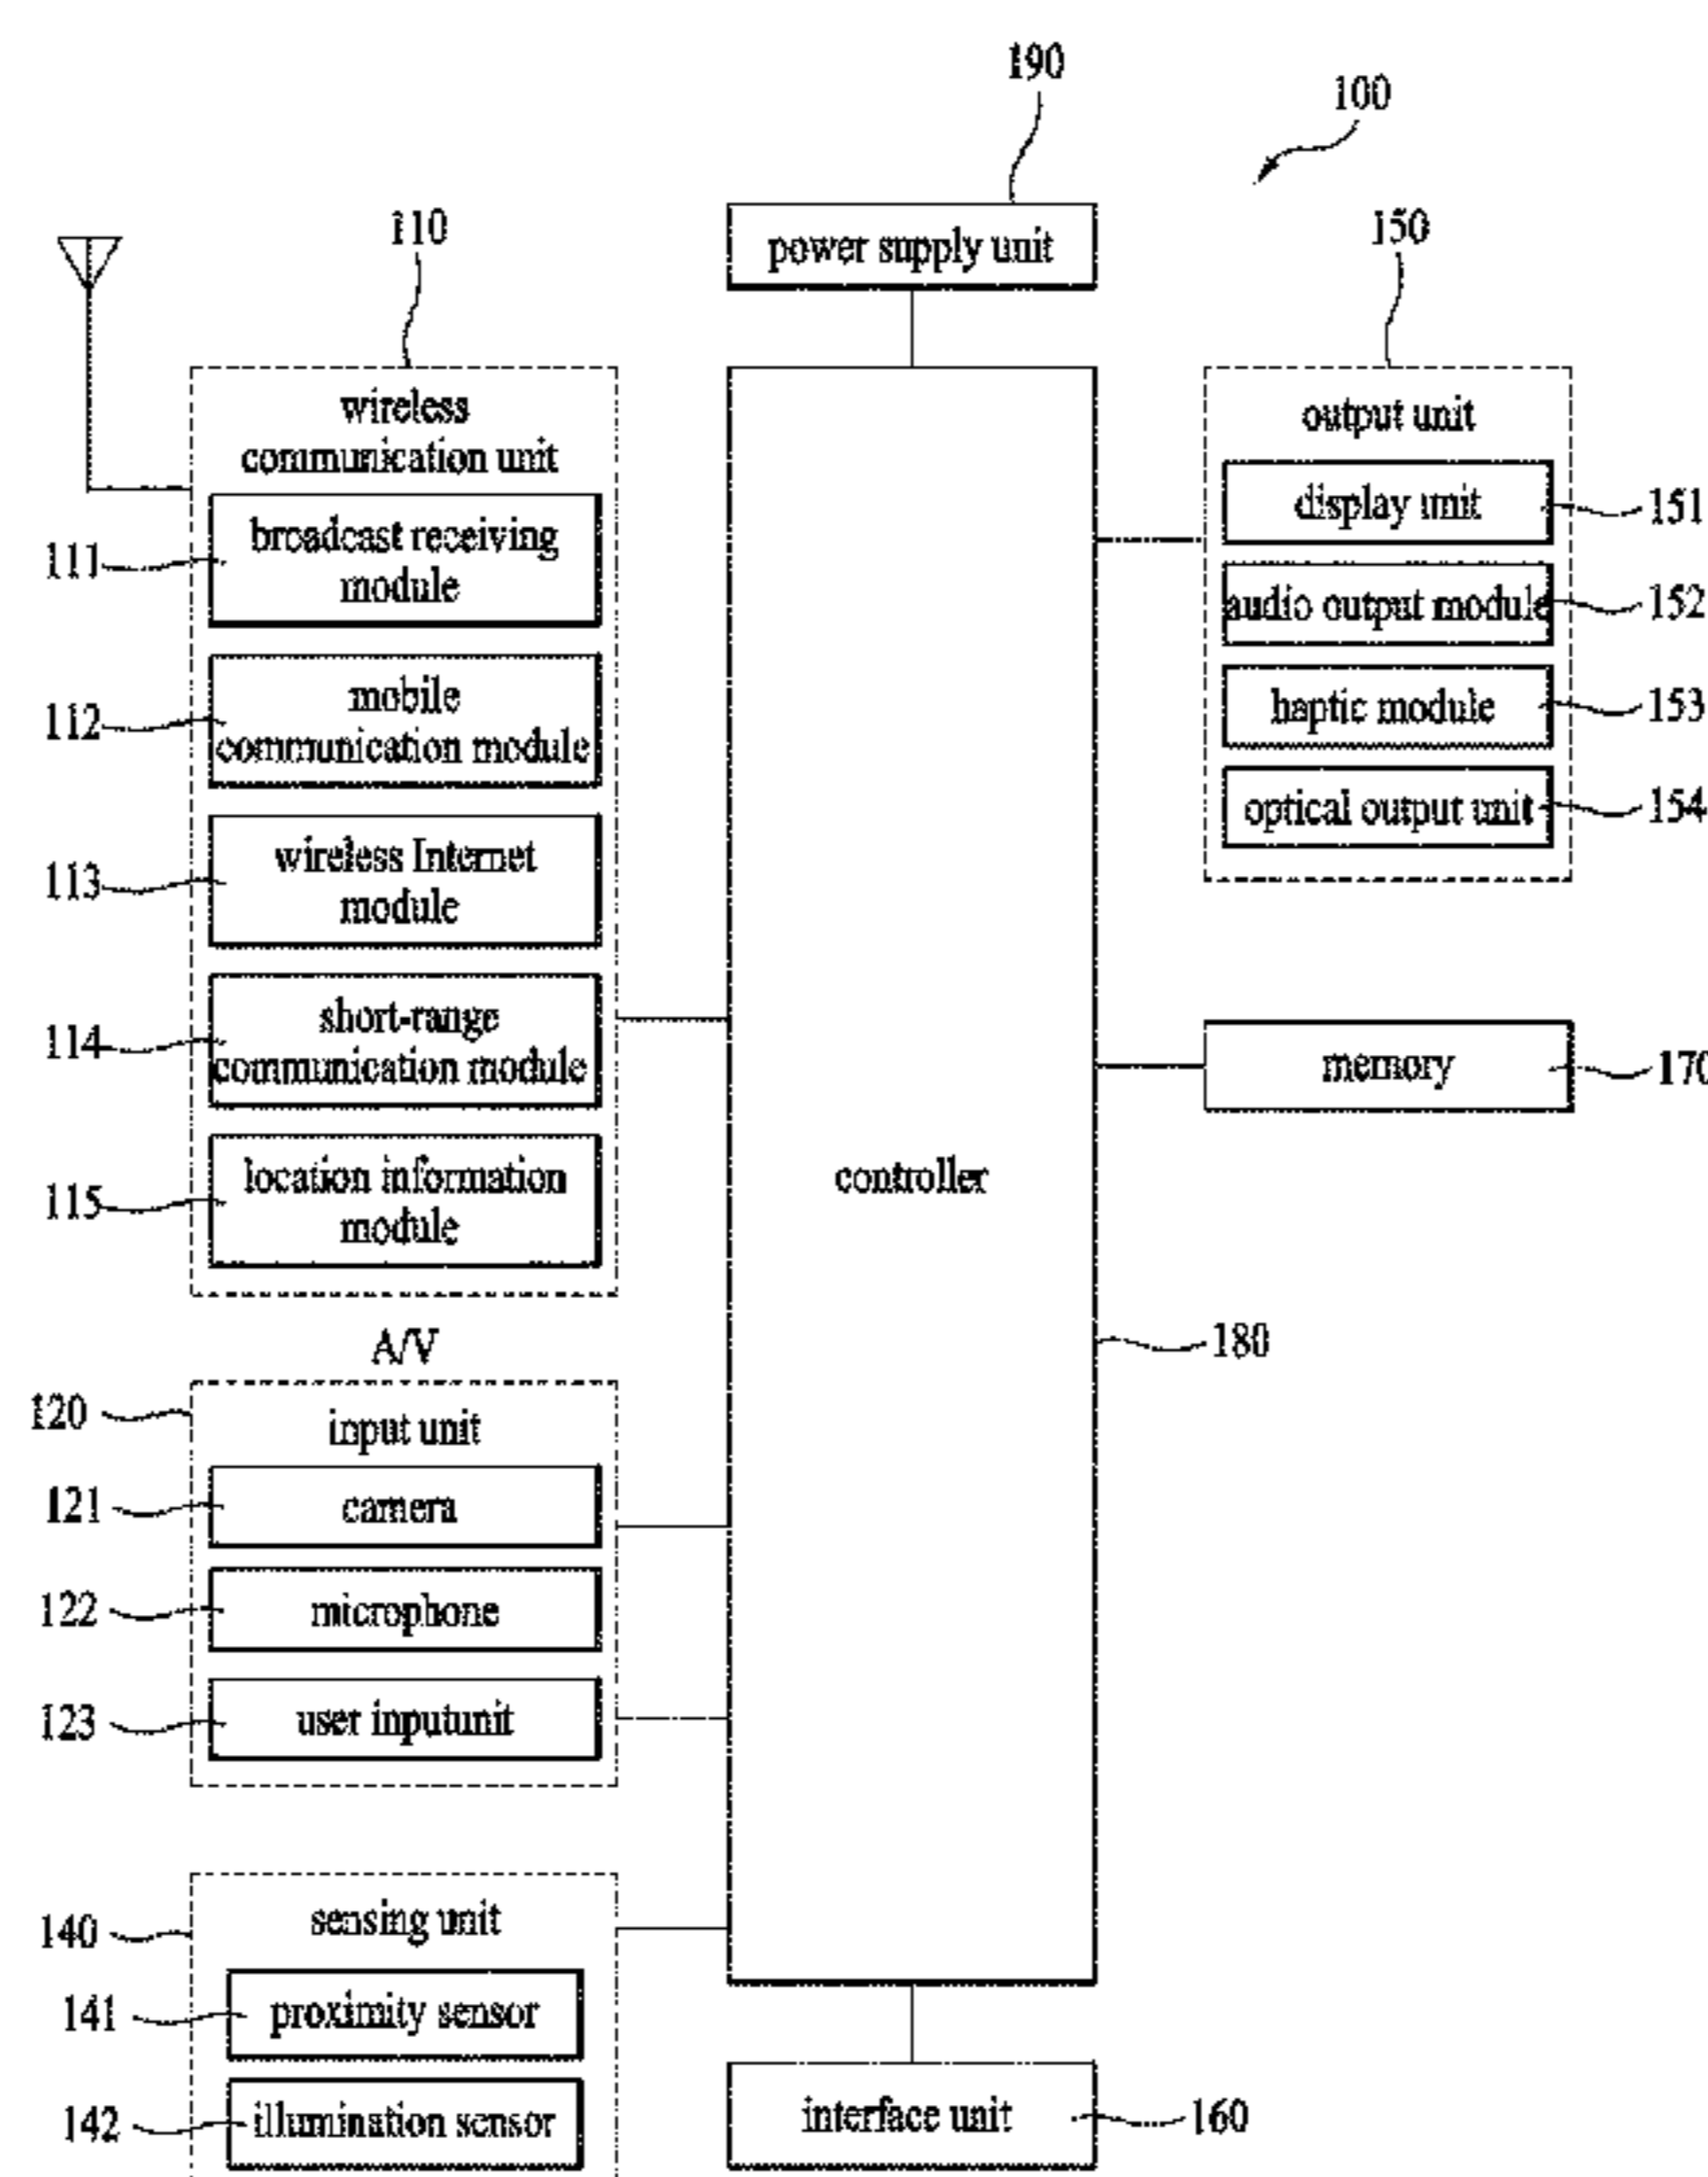 190
100
power supply unit
110
wireless
communication unit
111
broadcast receiving
module
112
mobile
communication module
113
wireless Internet
module
114
short-range
communication module
115
location information
module
A/V
120
input unit
121
camera
122
microphone
123
user inputunit
140
sensing unit
141
proximity sensor
142
illumination sensor
controller
180
interface unit
160
150
output unit
display unit
151
audio output module
152
haptic module
153
optical output unit
154
memory
170